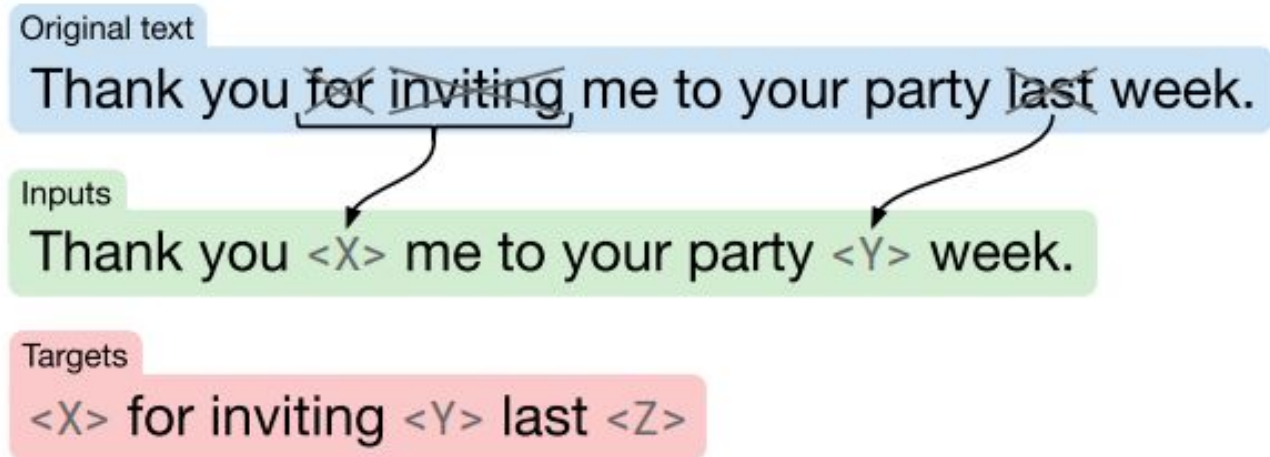 Original text
Thank you for inviting me to your party last week.
Inputs
Thank you <X> me to your party <Y> week.
Targets
<X> for inviting <Y> last <Z>